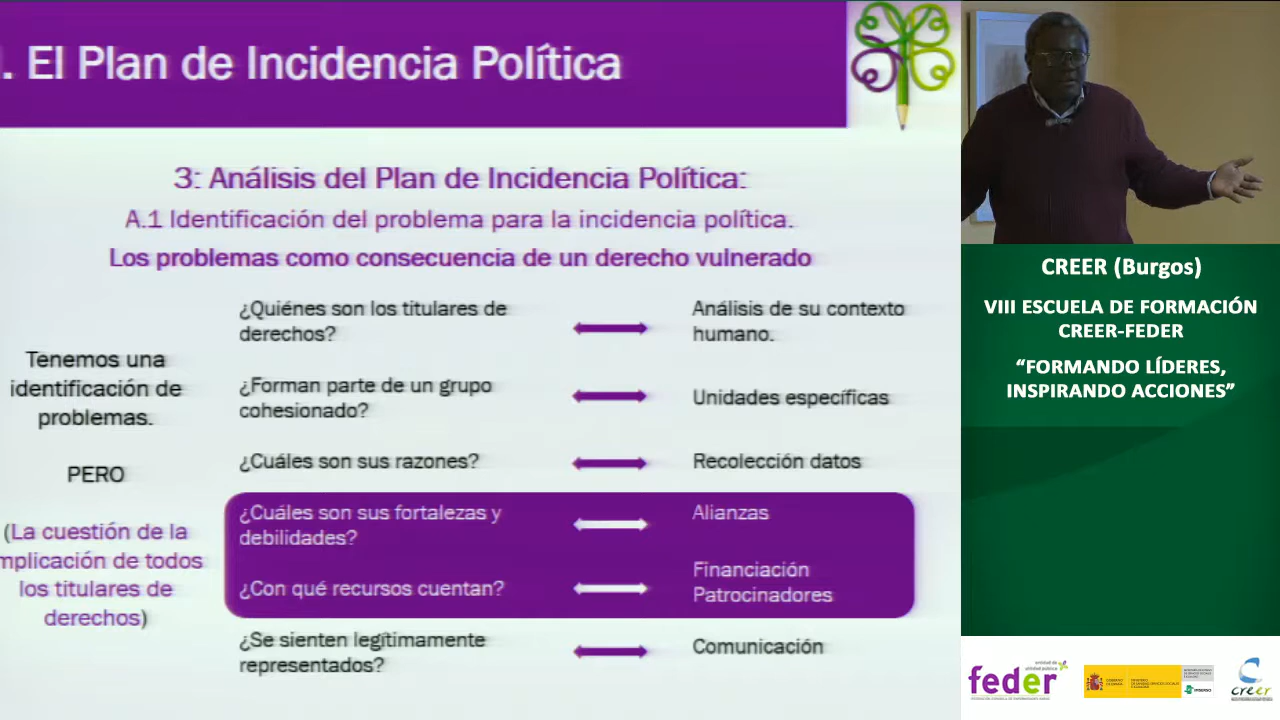 . El Plan de Incidencia Política
3: Análisis del Plan de Incidencia Política:
A.1 Identificación del problema para la incidencia política.
Los problemas como consecuencia de un derecho vulnerado
Tenemos una
identificación de
problemas.
PERO
(La cuestión de la
mplicación de todos
los titulares de
derechos)
¿Quiénes son los titulares de
derechos?
Análisis de su contexto
humano.
¿Forman parte de un grupo
cohesionado?
Unidades específicas
¿Cuáles son sus razones?
Recolección datos
¿Cuáles son sus fortalezas y
debilidades?
Alianzas
¿Con qué recursos cuentan?
Financiación
Patrocinadores
¿Se sienten legítimamente
representados?
Comunicación
CREER (Burgos)
VIII ESCUELA DE FORMACIÓN
CREER-FEDER
“FORMANDO LÍDERES,
INSPIRANDO ACCIONES”
feder
creer